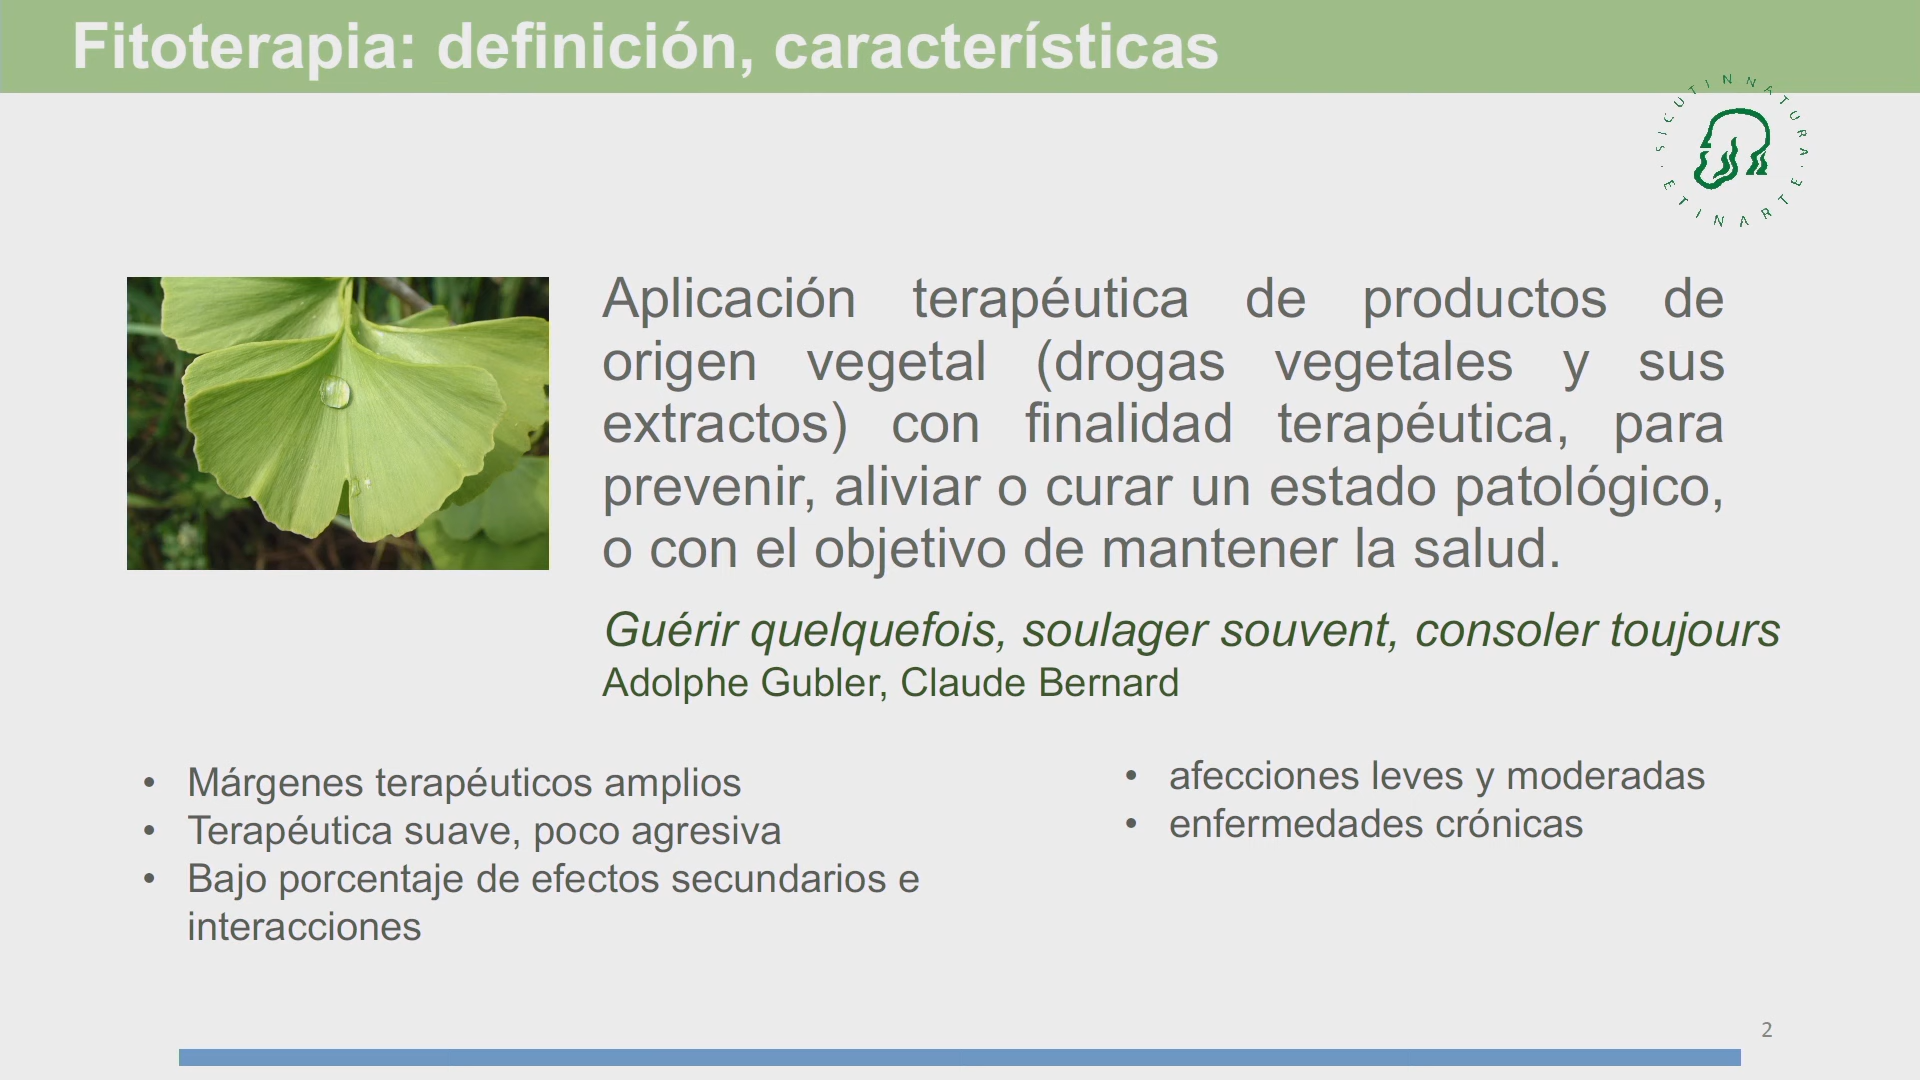 Fitoterapia: definición, características
SICUT IN NATURA · ET IN ARTE ·
Aplicación terapéutica de productos de
origen vegetal (drogas vegetales y sus
extractos) con finalidad terapéutica, para
prevenir, aliviar o curar un estado patológico,
o con el objetivo de mantener la salud.
Guérir quelquefois, soulager souvent, consoler toujours
Adolphe Gubler, Claude Bernard
• Márgenes terapéuticos amplios
• Terapéutica suave, poco agresiva
• Bajo porcentaje de efectos secundarios e
interacciones
• afecciones leves y moderadas
• enfermedades crónicas
2